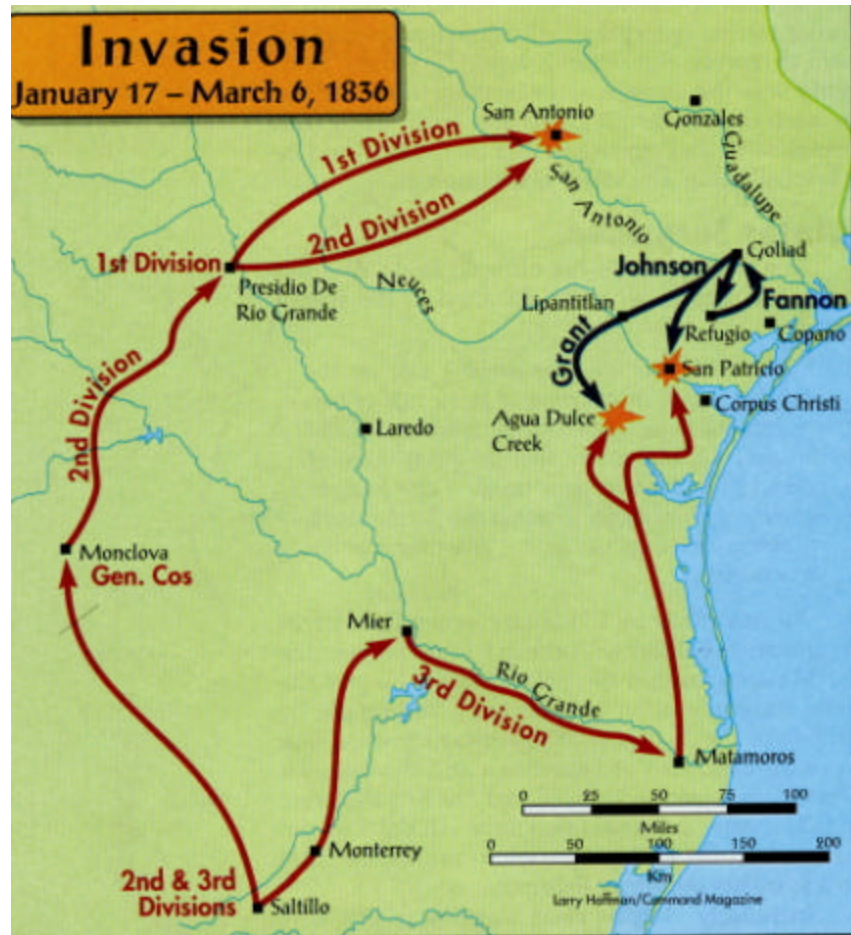 Invasion
January 17 – March 6, 1836
San Antonio
Gonzales
1st Division
Guadalupe
San Antonio
2nd Division
1st Division
Goliad
Johnson
Presidio De
Rio Grande
Neuces
Lipantitlan
Fannon
Refugio
Copano
Grant
San Patricio
2nd Division
Corpus Christi
Agua Dulce
Creek
Laredo
Monclova
Gen. Cos
Mier
Rio Grande
3rd Division
Matamoros
0 25 50 75 100
Miles
0 50 100 150 200
Km
Monterrey
2nd & 3rd
Divisions
Saltillo
Larry Hoffman/Command Magazine